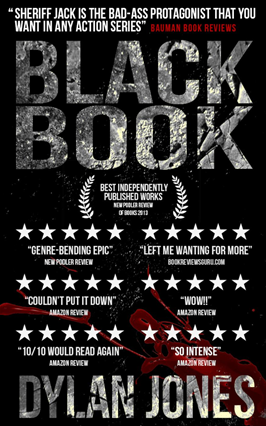 “ SHERIFF JACK IS THE BAD-ASS PROTAGONIST THAT YOU
WANT IN ANY ACTION SERIES” BAUMAN BOOK REVIEWS
BLACK
BOOK
BEST INDEPENDENTLY
PUBLISHED WORKS
NEW PODLER REVIEW
OF BOOKS 2013
“GENRE-BENDING EPIC”
NEW PODLER REVIEW
“LEFT ME WANTING FOR MORE”
BOOKREVIEWSGURU.COM
“COULDN'T PUT IT DOWN”
AMAZON REVIEW
“WOW!!”
AMAZON REVIEW
“10/10 WOULD READ AGAIN”
AMAZON REVIEW
“SO INTENSE”
AMAZON REVIEW
DYLAN JONES